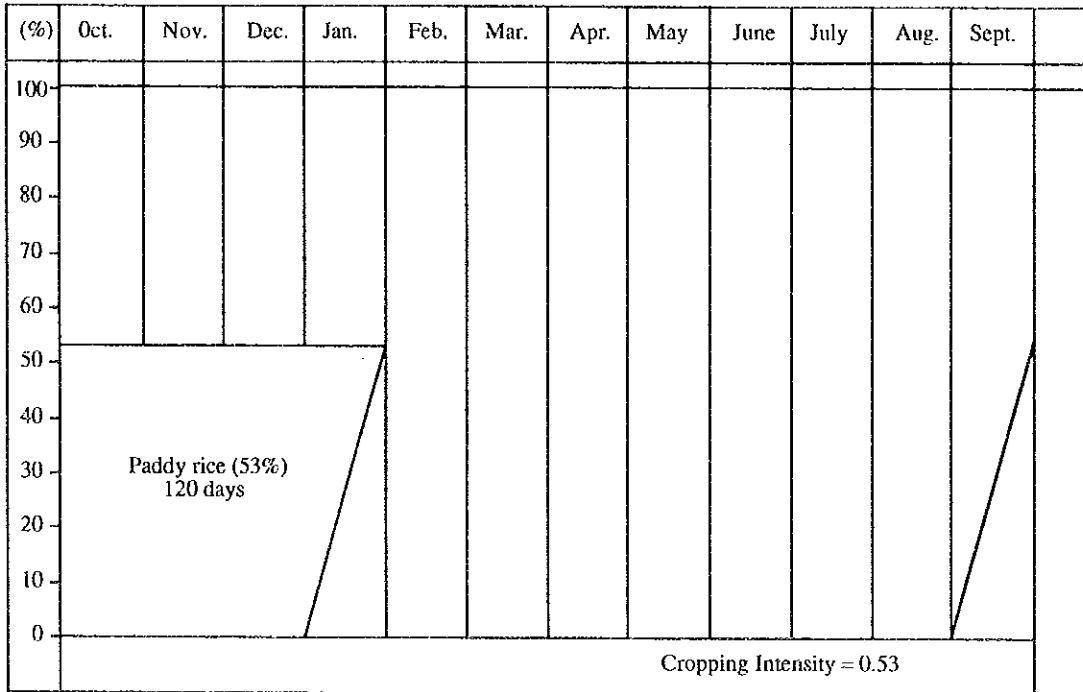 (%) Oct. Nov. Dec. Jan. Feb. Mar. Apr. May June July Aug. Sept.
100
90
80
70
60
50
40
30
20
10
0
Paddy rice (53%)
120 days
Cropping Intensity = 0.53